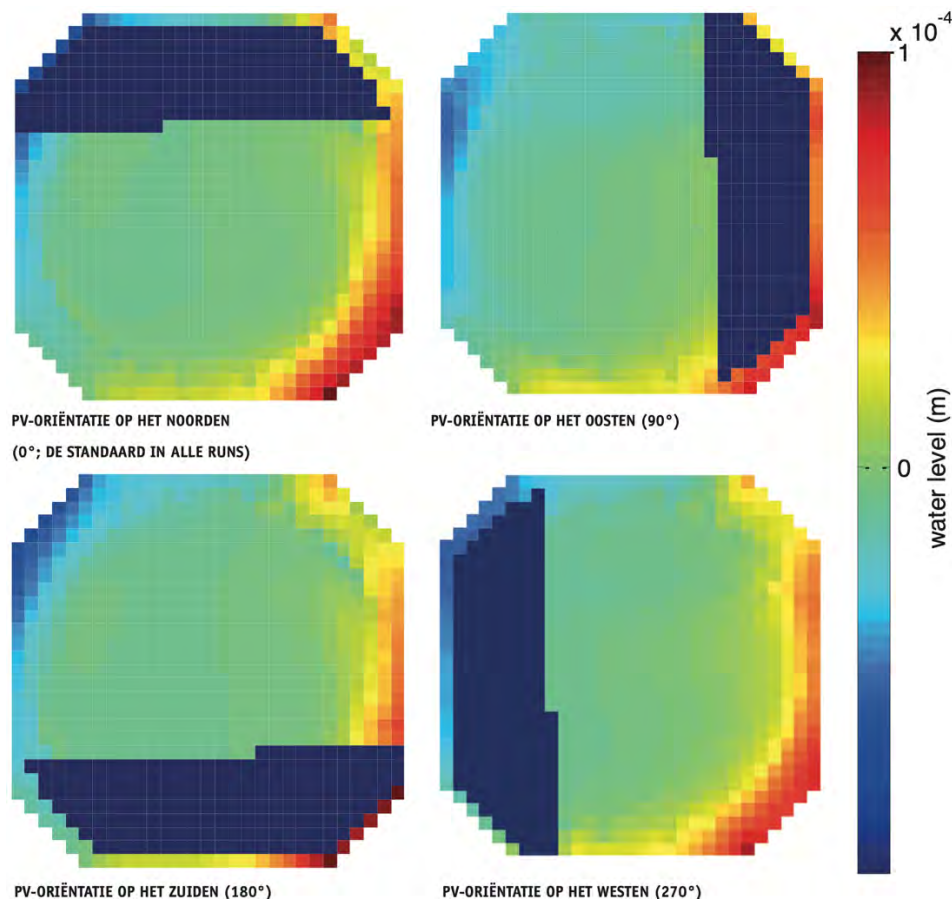 x 10⁻⁴
1
PV-ORIËNTATIE OP HET NOORDEN
(0°; DE STANDAARD IN ALLE RUNS)
PV-ORIËNTATIE OP HET OOSTEN (90°)
0
water level (m)
PV-ORIËNTATIE OP HET ZUIDEN (180°)
PV-ORIËNTATIE OP HET WESTEN (270°)